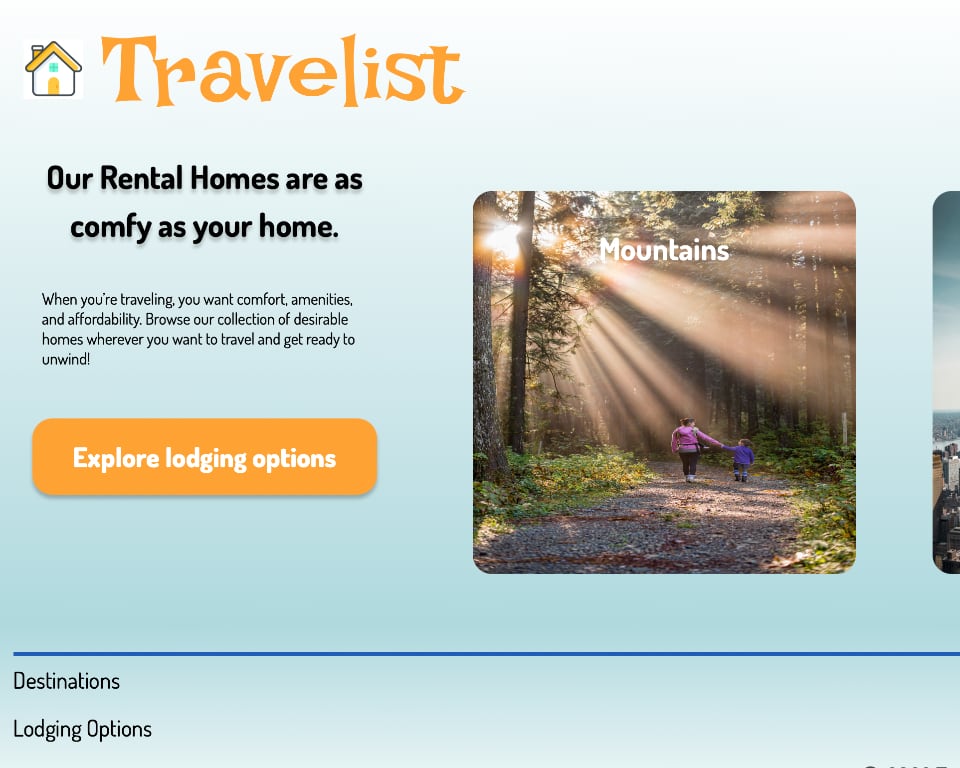 Travelist
Our Rental Homes are as
comfy as your home.
When you're traveling, you want comfort, amenities,
and affordability. Browse our collection of desirable
homes wherever you want to travel and get ready to
unwind!
Explore lodging options
Mountains
Destinations
Lodging Options